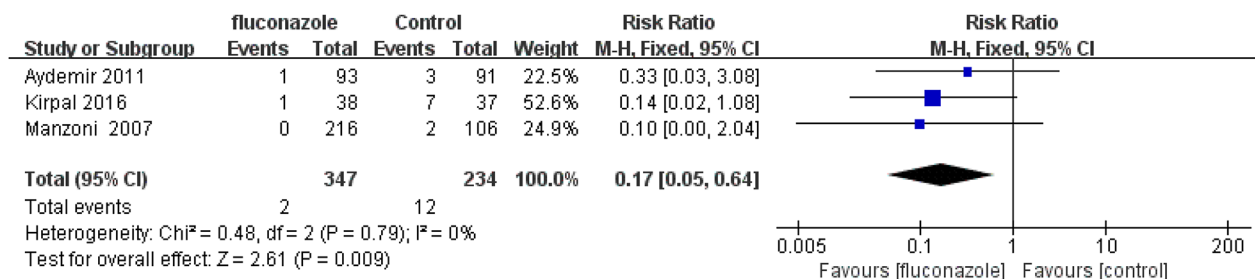 fluconazole Control Risk Ratio Risk Ratio
Study or Subgroup Events Total Events Total Weight M-H, Fixed, 95% CI M-H, Fixed, 95% CI
Aydemir 2011 1 93 3 91 22.5% 0.33 [0.03, 3.08]
Kirpal 2016 1 38 7 37 52.6% 0.14 [0.02, 1.08]
Manzoni 2007 0 216 2 106 24.9% 0.10 [0.00, 2.04]
Total (95% CI) 347 234 100.0% 0.17 [0.05, 0.64]
Total events 2 12
Heterogeneity: Chi² = 0.48, df = 2 (P = 0.79); I² = 0%
Test for overall effect: Z = 2.61 (P = 0.009)
0.005 0.1 1 10 200
Favours [fluconazole] Favours [control]